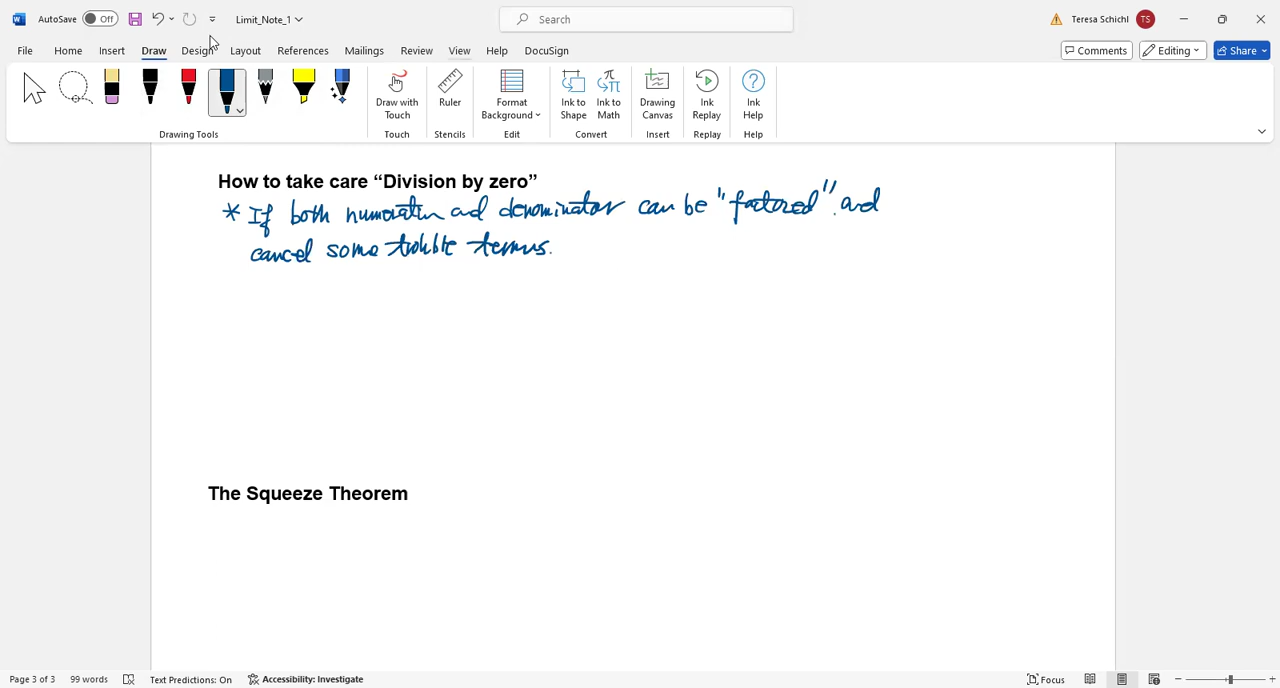 AutoSave Off Limit_Note_1 Search Teresa Schichl TS
File Home Insert Draw Design Layout References Mailings Review View Help DocuSign Comments Editing Share
Draw with Touch Ruler Format Background Ink to Shape Ink to Math Drawing Canvas Ink Replay Ink Help
Drawing Tools Touch Stencils Edit Convert Insert Replay Help
How to take care “Division by zero”
* If both numerator and denominator can be "factored". and
cancel some trouble terms.
The Squeeze Theorem
Page 3 of 3 99 words Text Predictions: On Accessibility: Investigate Focus